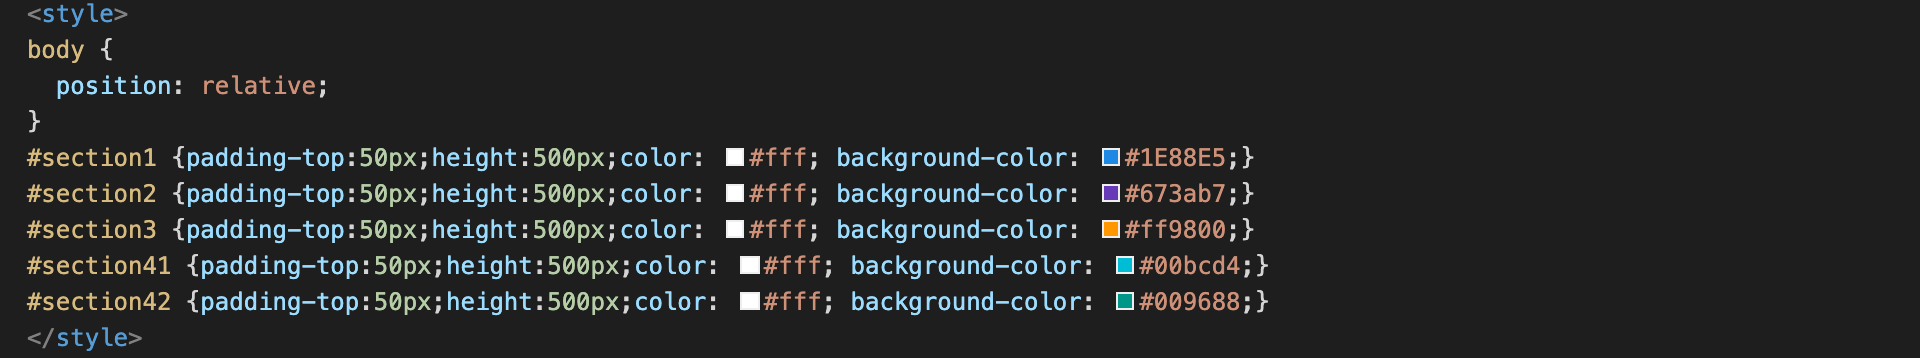 <style>
body {
  position: relative;
}
#section1 {padding-top:50px;height:500px;color: #fff; background-color: #1E88E5;}
#section2 {padding-top:50px;height:500px;color: #fff; background-color: #673ab7;}
#section3 {padding-top:50px;height:500px;color: #fff; background-color: #ff9800;}
#section41 {padding-top:50px;height:500px;color: #fff; background-color: #00bcd4;}
#section42 {padding-top:50px;height:500px;color: #fff; background-color: #009688;}
</style>